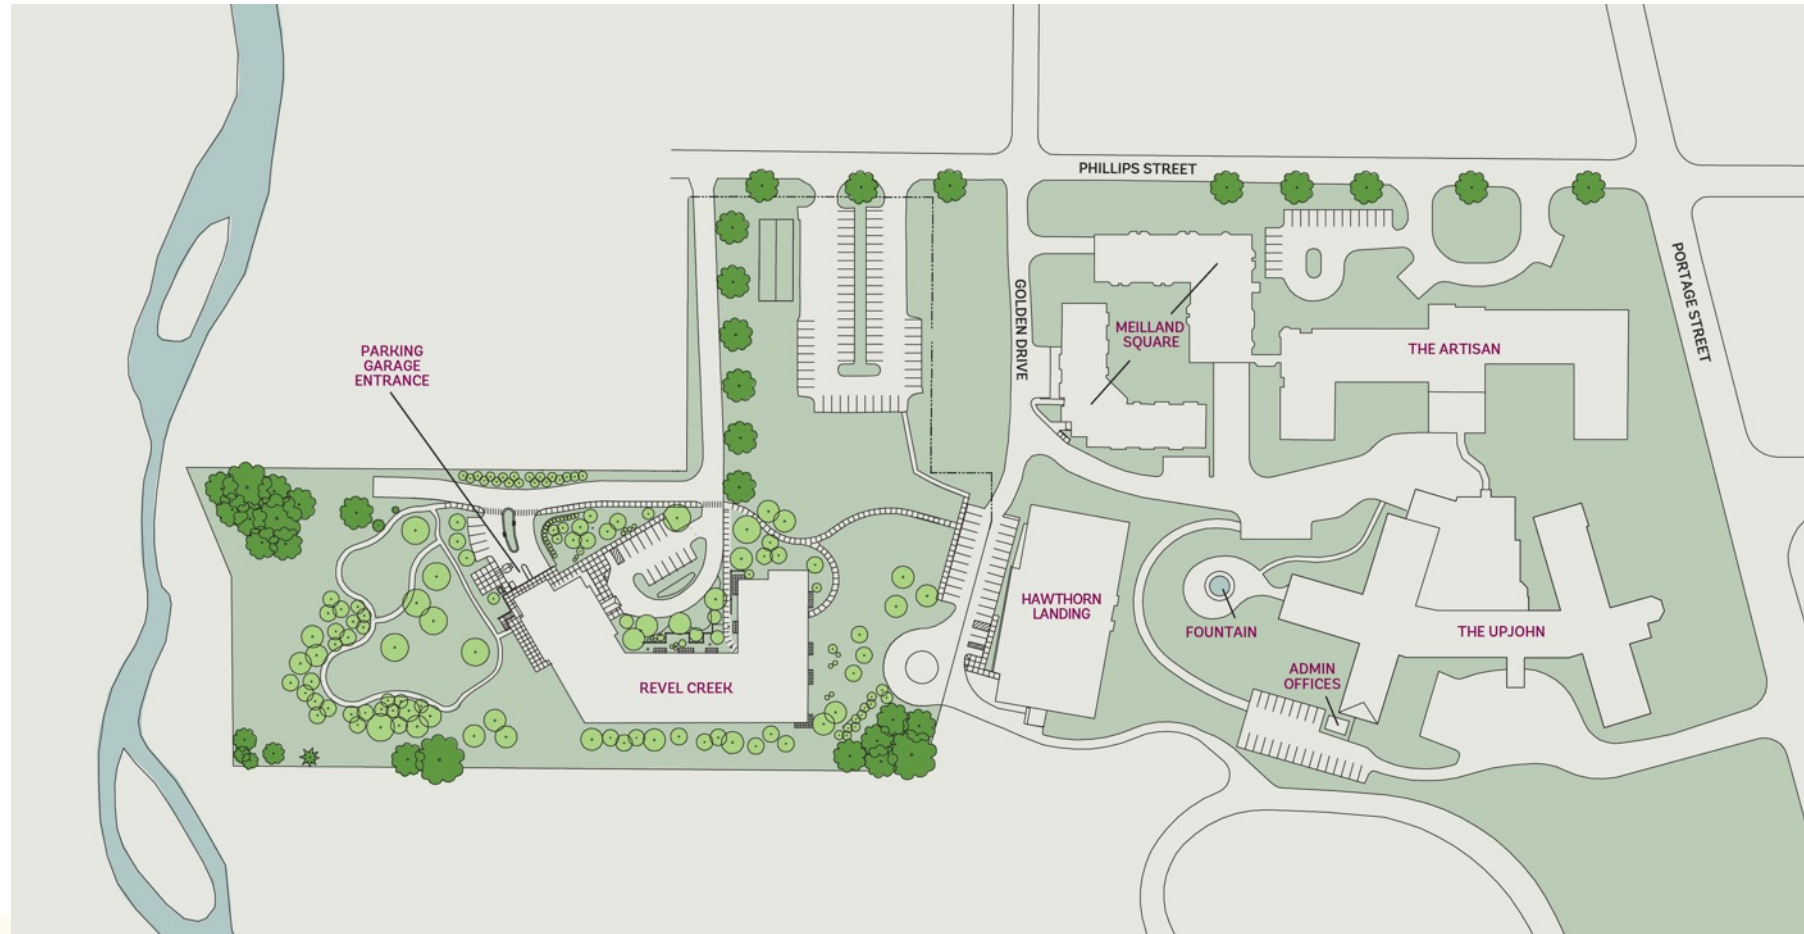 PHILLIPS STREET
PORTAGE STREET
GOLDEN DRIVE
MEILLAND
SQUARE
THE ARTISAN
PARKING
GARAGE
ENTRANCE
HAWTHORN
LANDING
FOUNTAIN
THE UPJOHN
ADMIN
OFFICES
REVEL CREEK